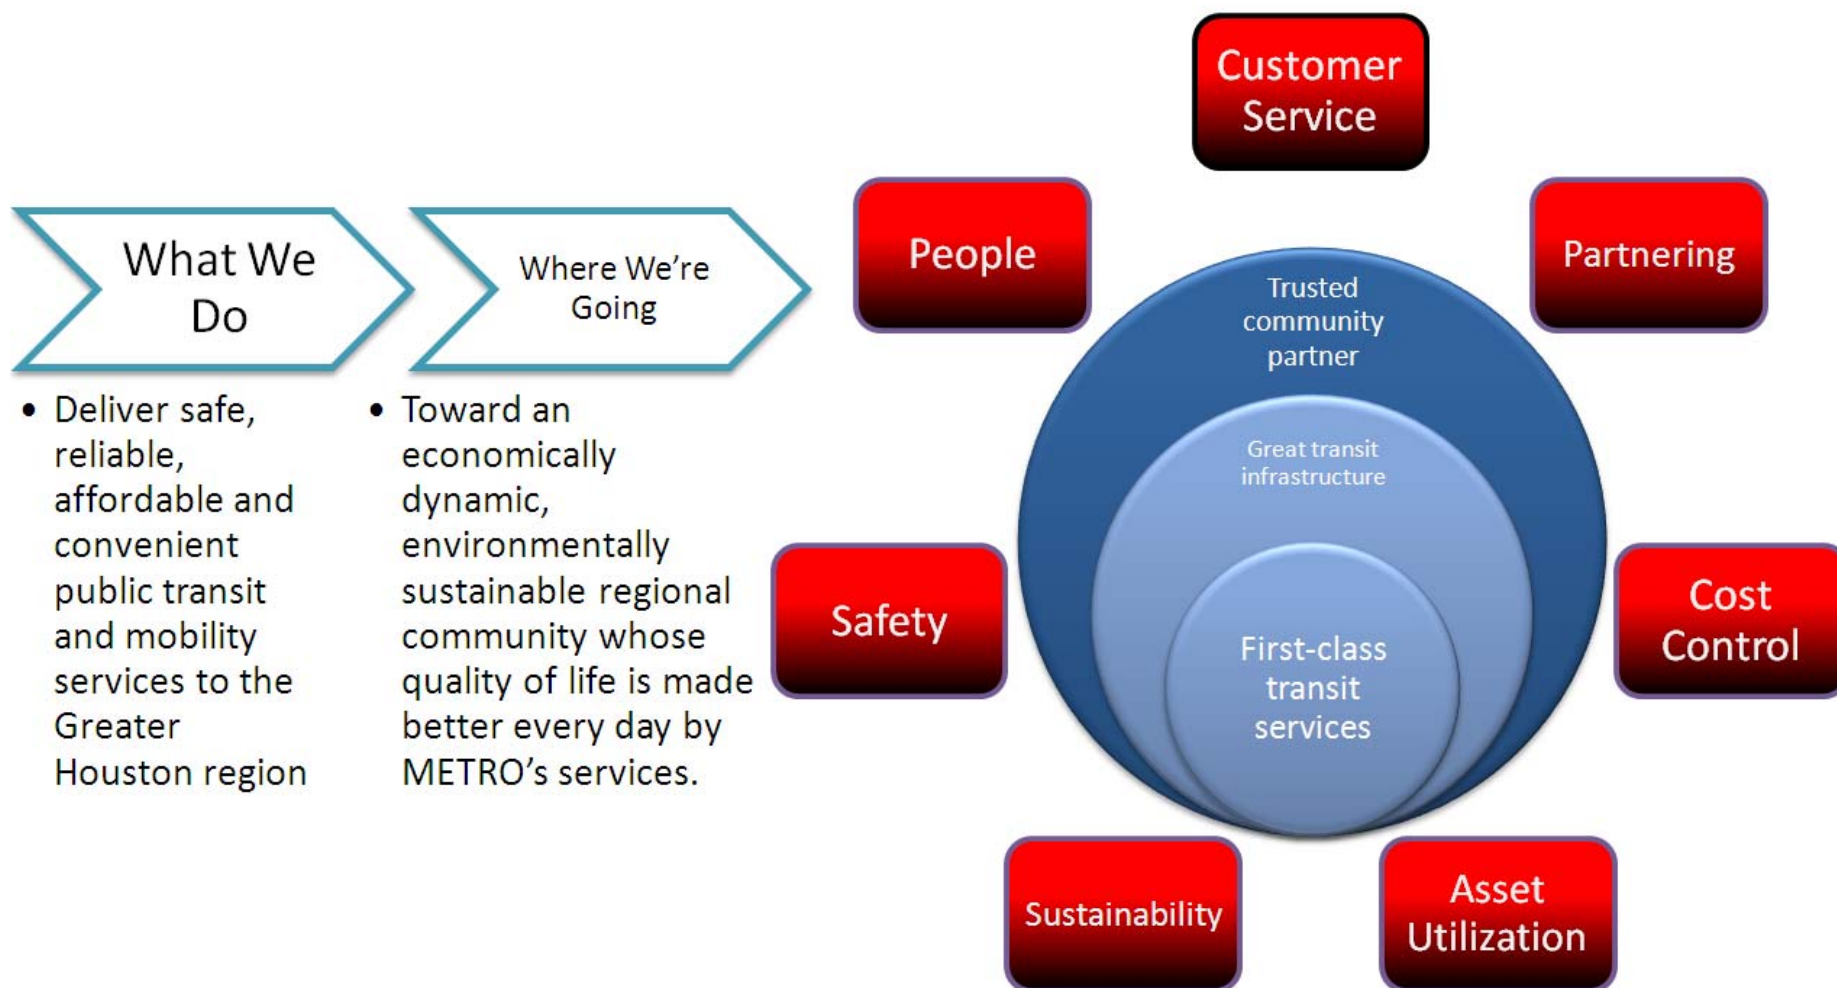 What We
Do
• Deliver safe,
reliable,
affordable and
convenient
public transit
and mobility
services to the
Greater
Houston region
Where We’re
Going
• Toward an
economically
dynamic,
environmentally
sustainable regional
community whose
quality of life is made
better every day by
METRO’s services.
Customer
Service
People
Partnering
Trusted
community
partner
Great transit
infrastructure
First-class
transit
services
Safety
Cost
Control
Sustainability
Asset
Utilization